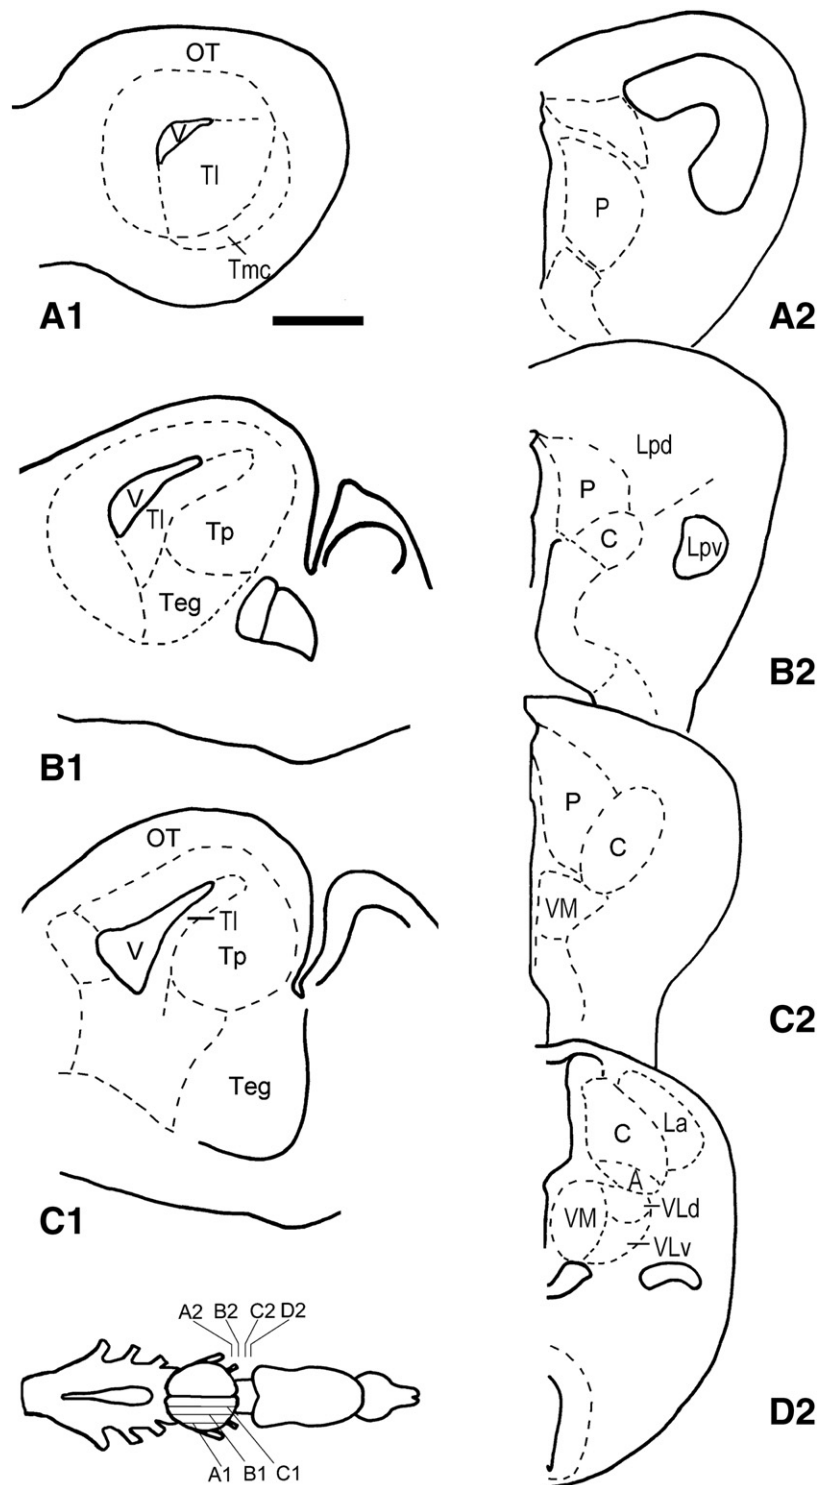 OT
V
Tl
Tmc
A1
P
A2
V
Tl
Tp
Teg
B1
Lpd
P
C
Lpv
B2
OT
Tl
V
Tp
Teg
C1
P
C
VM
C2
La
C
A
VM
VLd
VLv
D2
A2 B2 C2 D2
A1 B1 C1